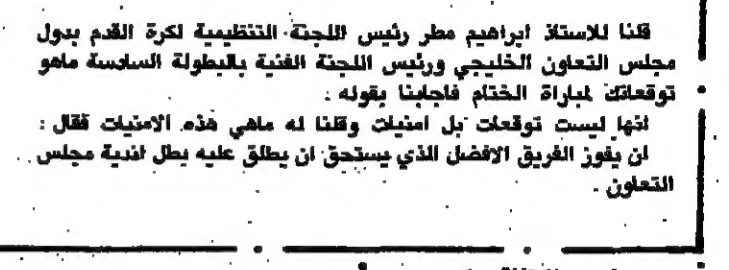 قلنا للاستاذ ابراهيم مطر رئيس اللجنة التنظيمية لكرة القدم بدول
مجلس التعاون الخليجي ورئيس اللجنة الفنية بالبطولة السادسة ماهو
توقعاتك لمباراة الختام فاجابنا بقوله :
انها ليست توقعات بل امنيات وقلنا له ماهي هذه الامنيات فقال :
ان يفوز الفريق الافضل الذي يستحق ان يطلق عليه بطل اندية مجلس
التعاون .